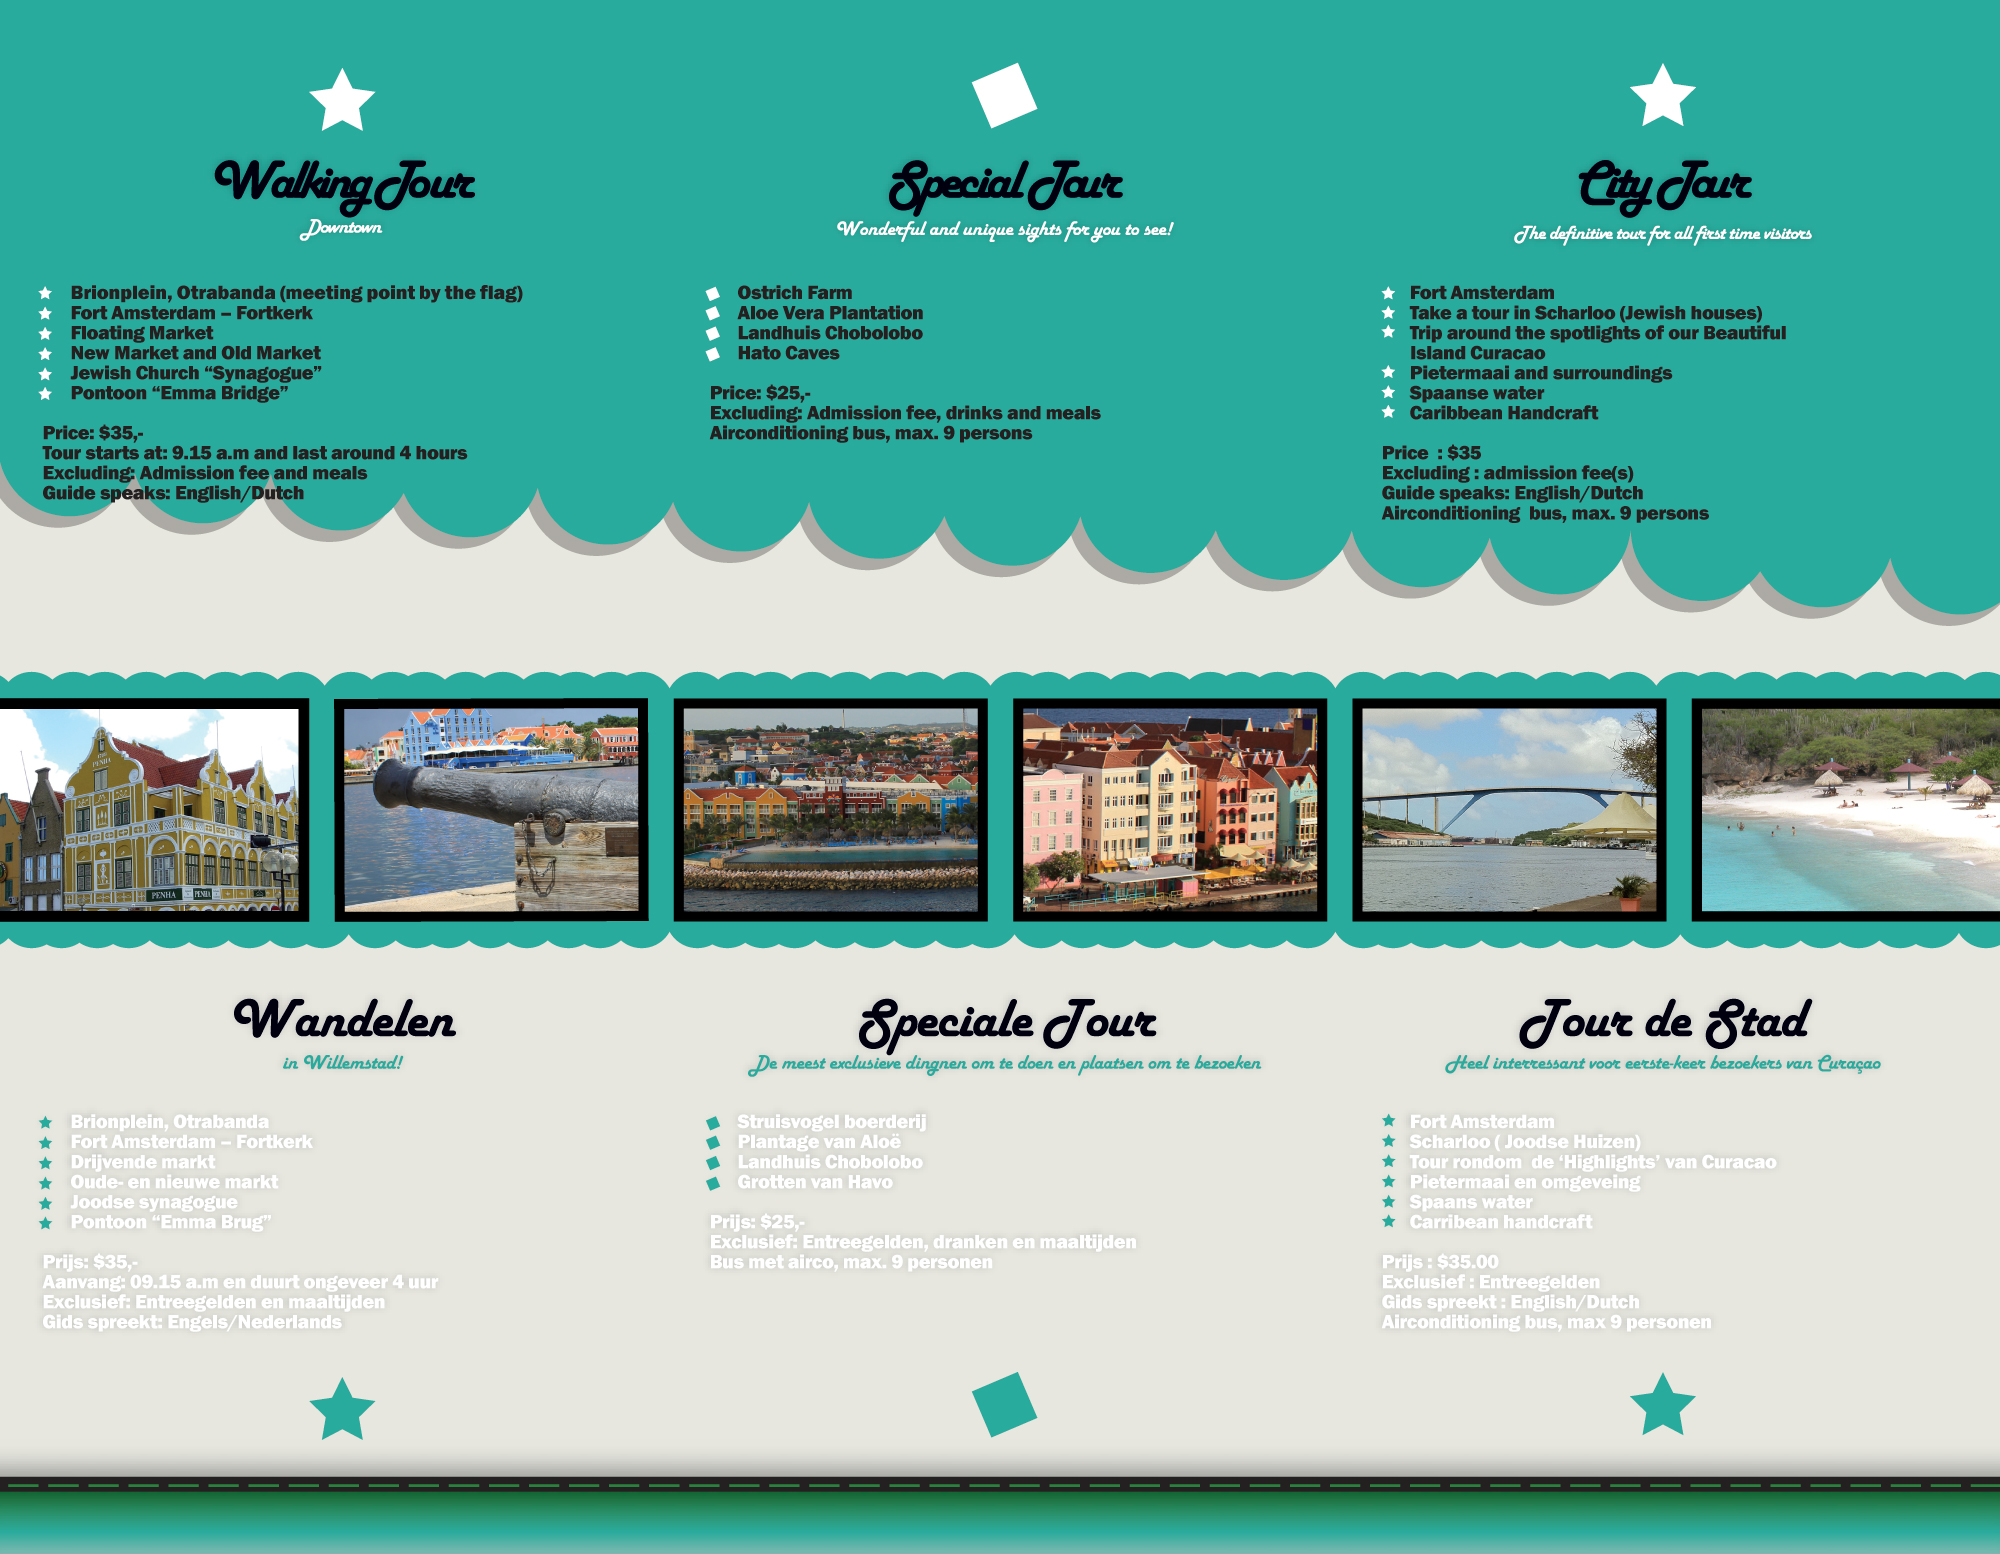 Walking Tour
Downtown
Brionplein, Otrabanda (meeting point by the flag)
Fort Amsterdam – Fortkerk
Floating Market
New Market and Old Market
Jewish Church “Synagogue”
Pontoon “Emma Bridge”
Price: $35,-
Tour starts at: 9.15 a.m and last around 4 hours
Excluding: Admission fee and meals
Guide speaks: English/Dutch
Special Tour
Wonderful and unique sights for you to see!
Ostrich Farm
Aloe Vera Plantation
Landhuis Chobolobo
Hato Caves
Price: $25,-
Excluding: Admission fee, drinks and meals
Airconditioning bus, max. 9 persons
City Tour
The definitive tour for all first time visitors
Fort Amsterdam
Take a tour in Scharloo (Jewish houses)
Trip around the spotlights of our Beautiful
Island Curacao
Pietermaai and surroundings
Spaanse water
Caribbean Handcraft
Price : $35
Excluding : admission fee(s)
Guide speaks: English/Dutch
Airconditioning bus, max. 9 persons
PENHA
PENHA
PENHA
Wandelen
in Willemstad!
Brionplein, Otrabanda
Fort Amsterdam – Fortkerk
Drijvende markt
Oude- en nieuwe markt
Joodse synagogue
Pontoon “Emma Brug”
Prijs: $35,-
Aanvang: 09.15 a.m en duurt ongeveer 4 uur
Exclusief: Entreegelden en maaltijden
Gids spreekt: Engels/Nederlands
Speciale Tour
De meest exclusieve dingnen om te doen en plaatsen om te bezoeken
Struisvogel boerderij
Plantage van Aloë
Landhuis Chobolobo
Grotten van Havo
Prijs: $25,-
Exclusief: Entreegelden, dranken en maaltijden
Bus met airco, max. 9 personen
Tour de Stad
Heel interressant voor eerste-keer bezoekers van Curaçao
Fort Amsterdam
Scharloo ( Joodse Huizen)
Tour rondom de ‘Highlights’ van Curacao
Pietermaai en omgeveing
Spaans water
Carribean handcraft
Prijs : $35.00
Exclusief : Entreegelden
Gids spreekt : English/Dutch
Airconditioning bus, max 9 personen